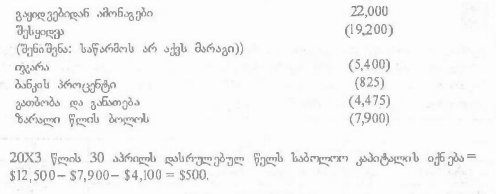 გაყიდვებიდან ამონაგები 22,000
შესყიდვა (19,200)
(შენიშვნა: საწარმოს არ აქვს მარაგი))
იჯარა (5,400)
ბანკის პროცენტი (825)
გათბობა და განათება (4,475)
ზარალი წლის ბოლოს (7,900)
20X3 წლის 30 აპრილს დასრულებულ წელს საბოლოო კაპიტალის იქნება=
$12,500– $7,900– $4,100 = $500.